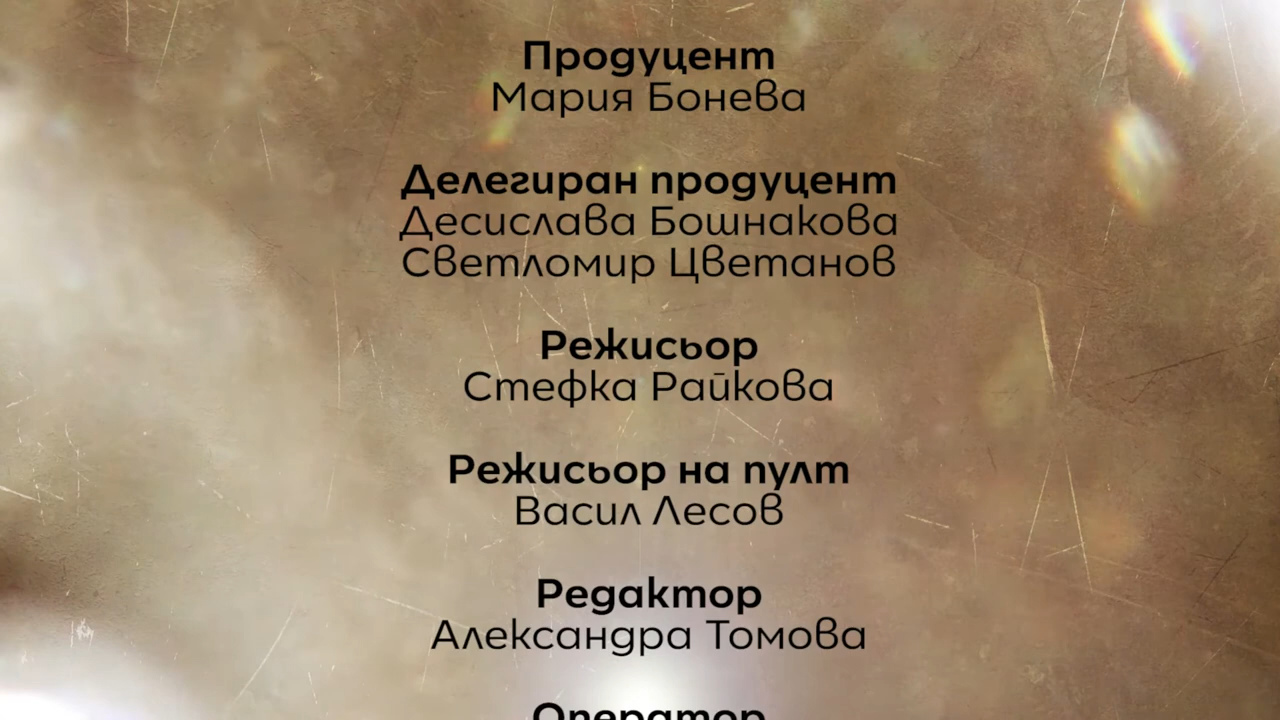 Продуцент
Мария Бонева
Делегиран продуцент
Десислава Бошнакова
Светломир Цветанов
Режисьор
Стефка Райкова
Режисьор на пулт
Васил Лесов
Редактор
Александра Томова
Оператор